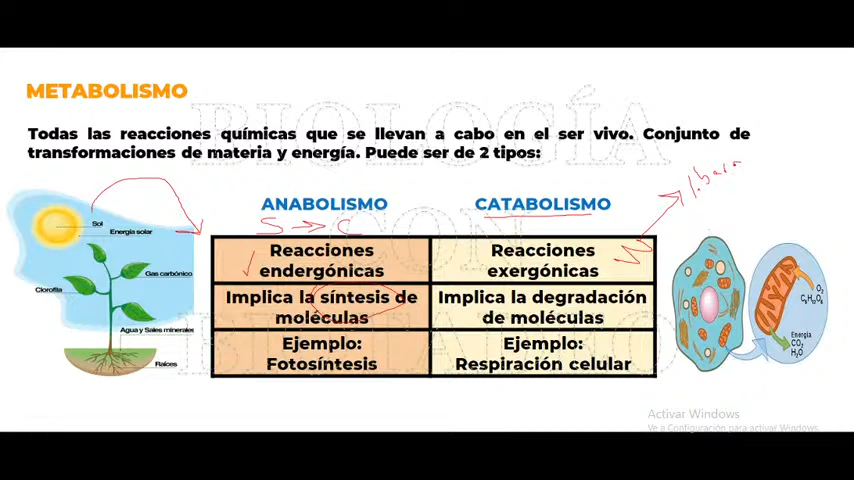 BIOLOGÍA
METABOLISMO
Todas las reacciones químicas que se llevan a cabo en el ser vivo. Conjunto de
transformaciones de materia y energía. Puede ser de 2 tipos:
ANABOLISMO
CATABOLISMO
S → C
CON
Reacciones
endergónicas
Reacciones
exergónicas
Implica la síntesis de
moléculas
Implica la degradación
de moléculas
Ejemplo:
Fotosíntesis
Ejemplo:
Respiración celular
Sol
Energía solar
Gas carbónico
Clorofila
Agua y Sales minerales
Raíces
O2
C6H12O6
Energía
CO2
H2O
Activar Windows
Ve a Configuración para activar Windows.